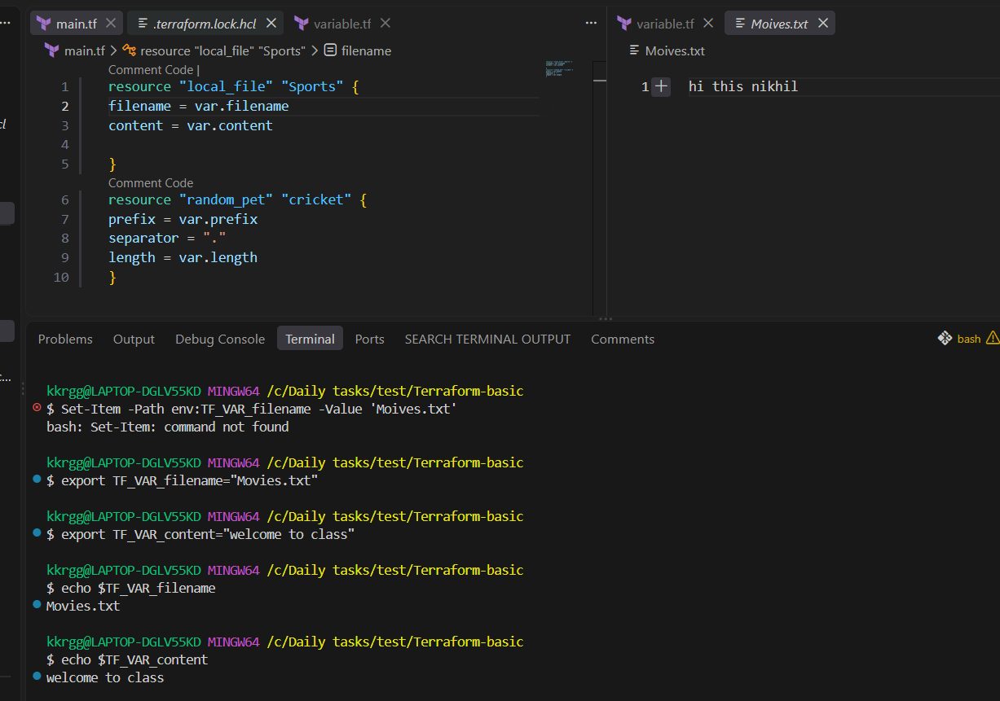 main.tf .terraform.lock.hcl variable.tf
main.tf > resource "local_file" "Sports" > filename
Comment Code |
1 resource "local_file" "Sports" {
2 filename = var.filename
3 content = var.content
4
5 }
Comment Code
6 resource "random_pet" "cricket" {
7 prefix = var.prefix
8 separator = "."
9 length = var.length
10 }
variable.tf Moives.txt
Moives.txt
1 hi this nikhil
Problems Output Debug Console Terminal Ports SEARCH TERMINAL OUTPUT Comments
bash
kkrgg@LAPTOP-DGLV55KD MINGW64 /c/Daily tasks/test/Terraform-basic
$ Set-Item -Path env:TF_VAR_filename -Value 'Moives.txt'
bash: Set-Item: command not found
kkrgg@LAPTOP-DGLV55KD MINGW64 /c/Daily tasks/test/Terraform-basic
$ export TF_VAR_filename="Movies.txt"
kkrgg@LAPTOP-DGLV55KD MINGW64 /c/Daily tasks/test/Terraform-basic
$ export TF_VAR_content="welcome to class"
kkrgg@LAPTOP-DGLV55KD MINGW64 /c/Daily tasks/test/Terraform-basic
$ echo $TF_VAR_filename
Movies.txt
kkrgg@LAPTOP-DGLV55KD MINGW64 /c/Daily tasks/test/Terraform-basic
$ echo $TF_VAR_content
welcome to class